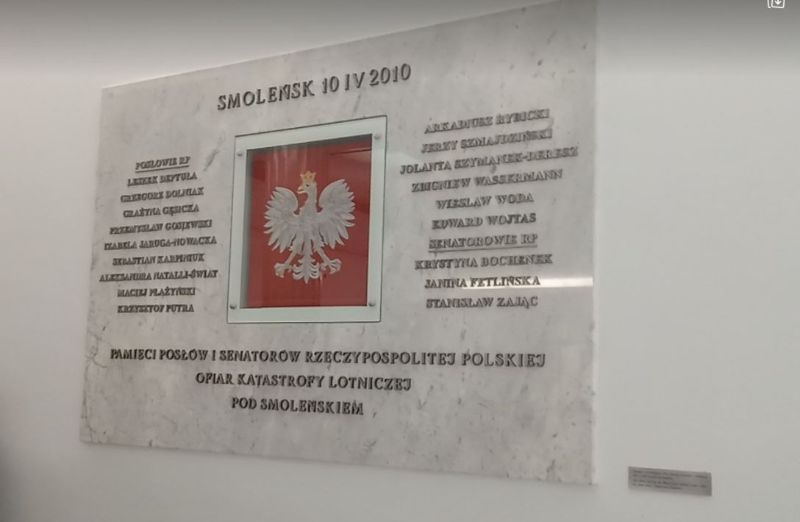 SMOLEŃSK 10 IV 2010
POSŁOWIE RP
LESZEK DEPTUŁA
GRZEGORZ DOLNIAK
GRAŻYNA GĘSICKA
PRZEMYSŁAW GOSIEWSKI
IZABELA JARUGA-NOWACKA
SEBASTIAN KARPINIUK
ALEKSANDRA NATALLI-ŚWIAT
MACIEJ PŁAŻYŃSKI
KRZYSZTOF PUTRA
ARKADIUSZ RYBICKI
JERZY SZMAJDZIŃSKI
JOLANTA SZYMANEK-DERESZ
ZBIGNIEW WASSERMANN
WIESŁAW WODA
EDWARD WOJTAS
SENATOROWIE RP
KRYSTYNA BOCHENEK
JANINA FETLIŃSKA
STANISŁAW ZAJĄC
PAMIĘCI POSŁÓW I SENATORÓW RZECZYPOSPOLITEJ POLSKIEJ
OFIAR KATASTROFY LOTNICZEJ
POD SMOLEŃSKIEM